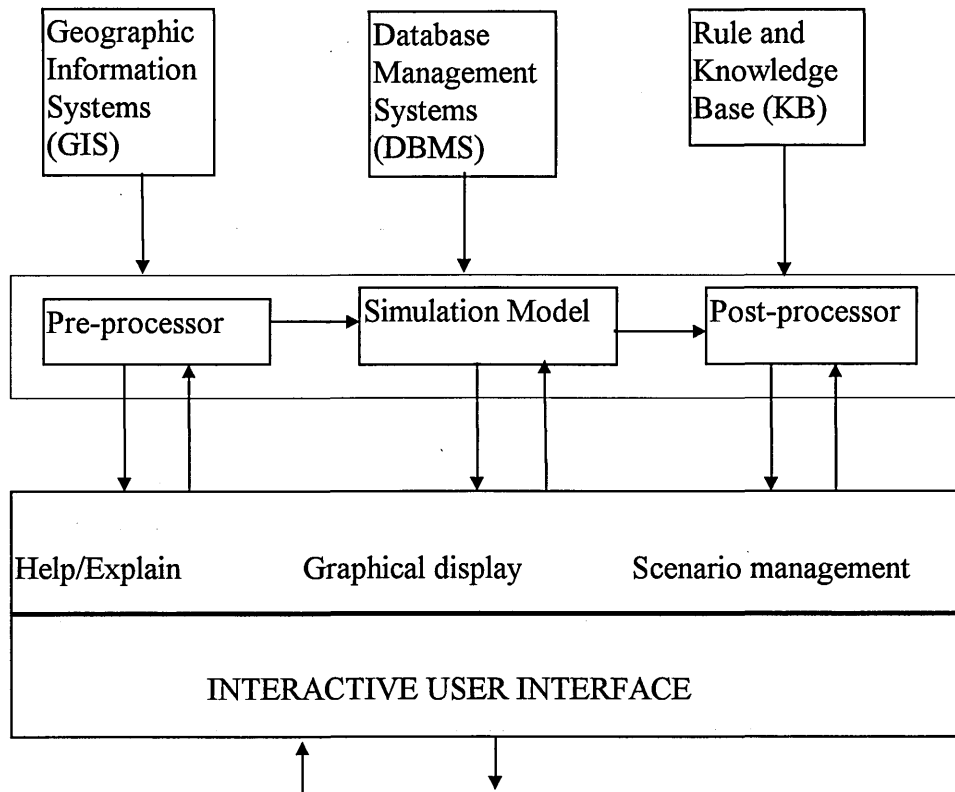 Geographic
Information
Systems
(GIS)
Database
Management
Systems
(DBMS)
Rule and
Knowledge
Base (KB)
Pre-processor
Simulation Model
Post-processor
Help/Explain
Graphical display
Scenario management
INTERACTIVE USER INTERFACE